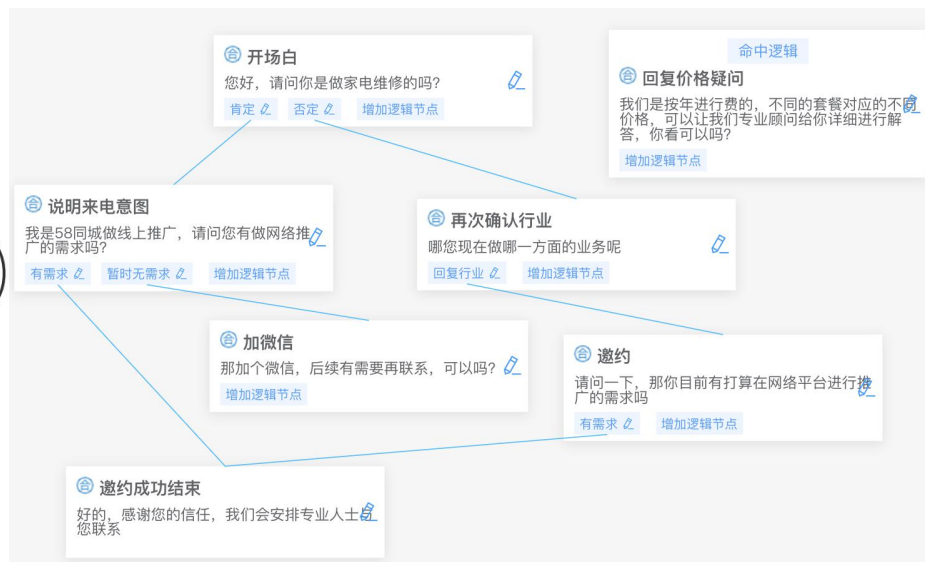 合 开场白
您好，请问你是做家电维修的吗？
肯定 否定 增加逻辑节点
命中逻辑
合 回复价格疑问
我们是按年进行费的，不同的套餐对应的不同
价格，可以让我们专业顾问给你详细进行解
答，你看可以吗？
增加逻辑节点
合 说明来电意图
我是58同城做线上推广，请问您有做网络推
广的需求吗？
有需求 暂时无需求 增加逻辑节点
合 再次确认行业
哪您现在做哪一方面的业务呢
回复行业 增加逻辑节点
合 加微信
那加个微信，后续有需要再联系，可以吗？
增加逻辑节点
合 邀约
请问一下，那你目前有打算在网络平台进行推
广的需求吗
有需求 增加逻辑节点
合 邀约成功结束
好的，感谢您的信任，我们会安排专业人士与
您联系